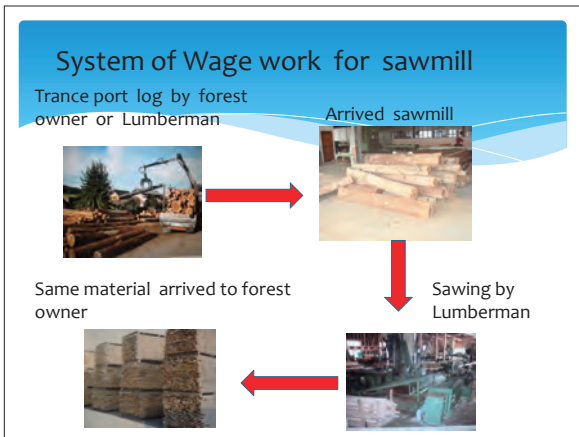 System of Wage work for sawmill
Trance port log by forest
owner or Lumberman
Arrived sawmill
Sawing by
Lumberman
Same material arrived to forest
owner